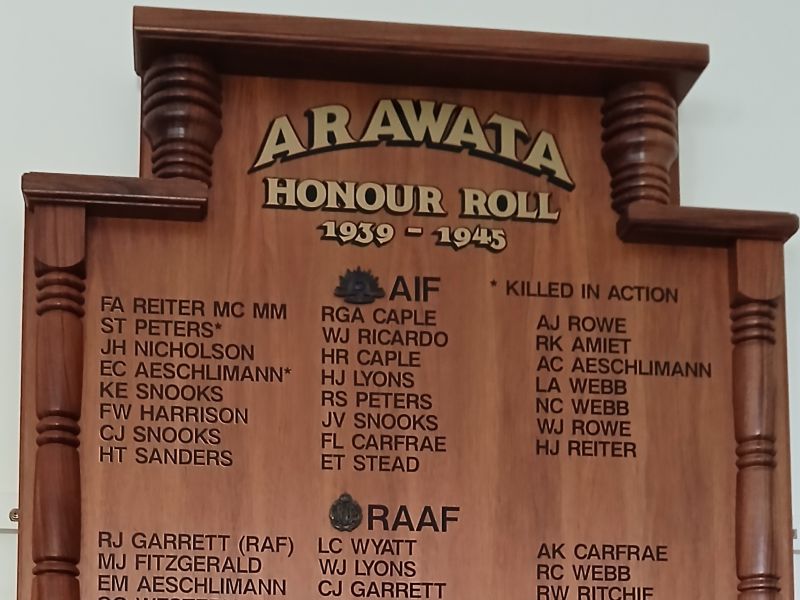 ARAWATA
HONOUR ROLL
1939 - 1945
AIF
* KILLED IN ACTION
FA REITER MC MM
ST PETERS*
JH NICHOLSON
EC AESCHLIMANN*
KE SNOOKS
FW HARRISON
CJ SNOOKS
HT SANDERS
RGA CAPLE
WJ RICARDO
HR CAPLE
HJ LYONS
RS PETERS
JV SNOOKS
FL CARFRAE
ET STEAD
AJ ROWE
RK AMIET
AC AESCHLIMANN
LA WEBB
NC WEBB
WJ ROWE
HJ REITER
RAAF
RJ GARRETT (RAF)
MJ FITZGERALD
EM AESCHLIMANN
LC WYATT
WJ LYONS
CJ GARRETT
AK CARFRAE
RC WEBB
RW RITCHIE